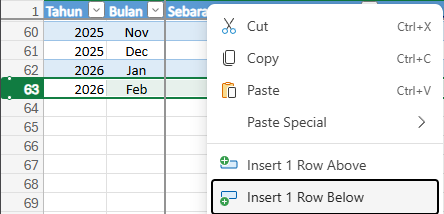 1 Tahun Bulan Sebara
60 2025 Nov
61 2025 Dec
62 2026 Jan
63 2026 Feb
64
65
66
67
68
69
Cut Ctrl+X
Copy Ctrl+C
Paste Ctrl+V
Paste Special
Insert 1 Row Above
Insert 1 Row Below